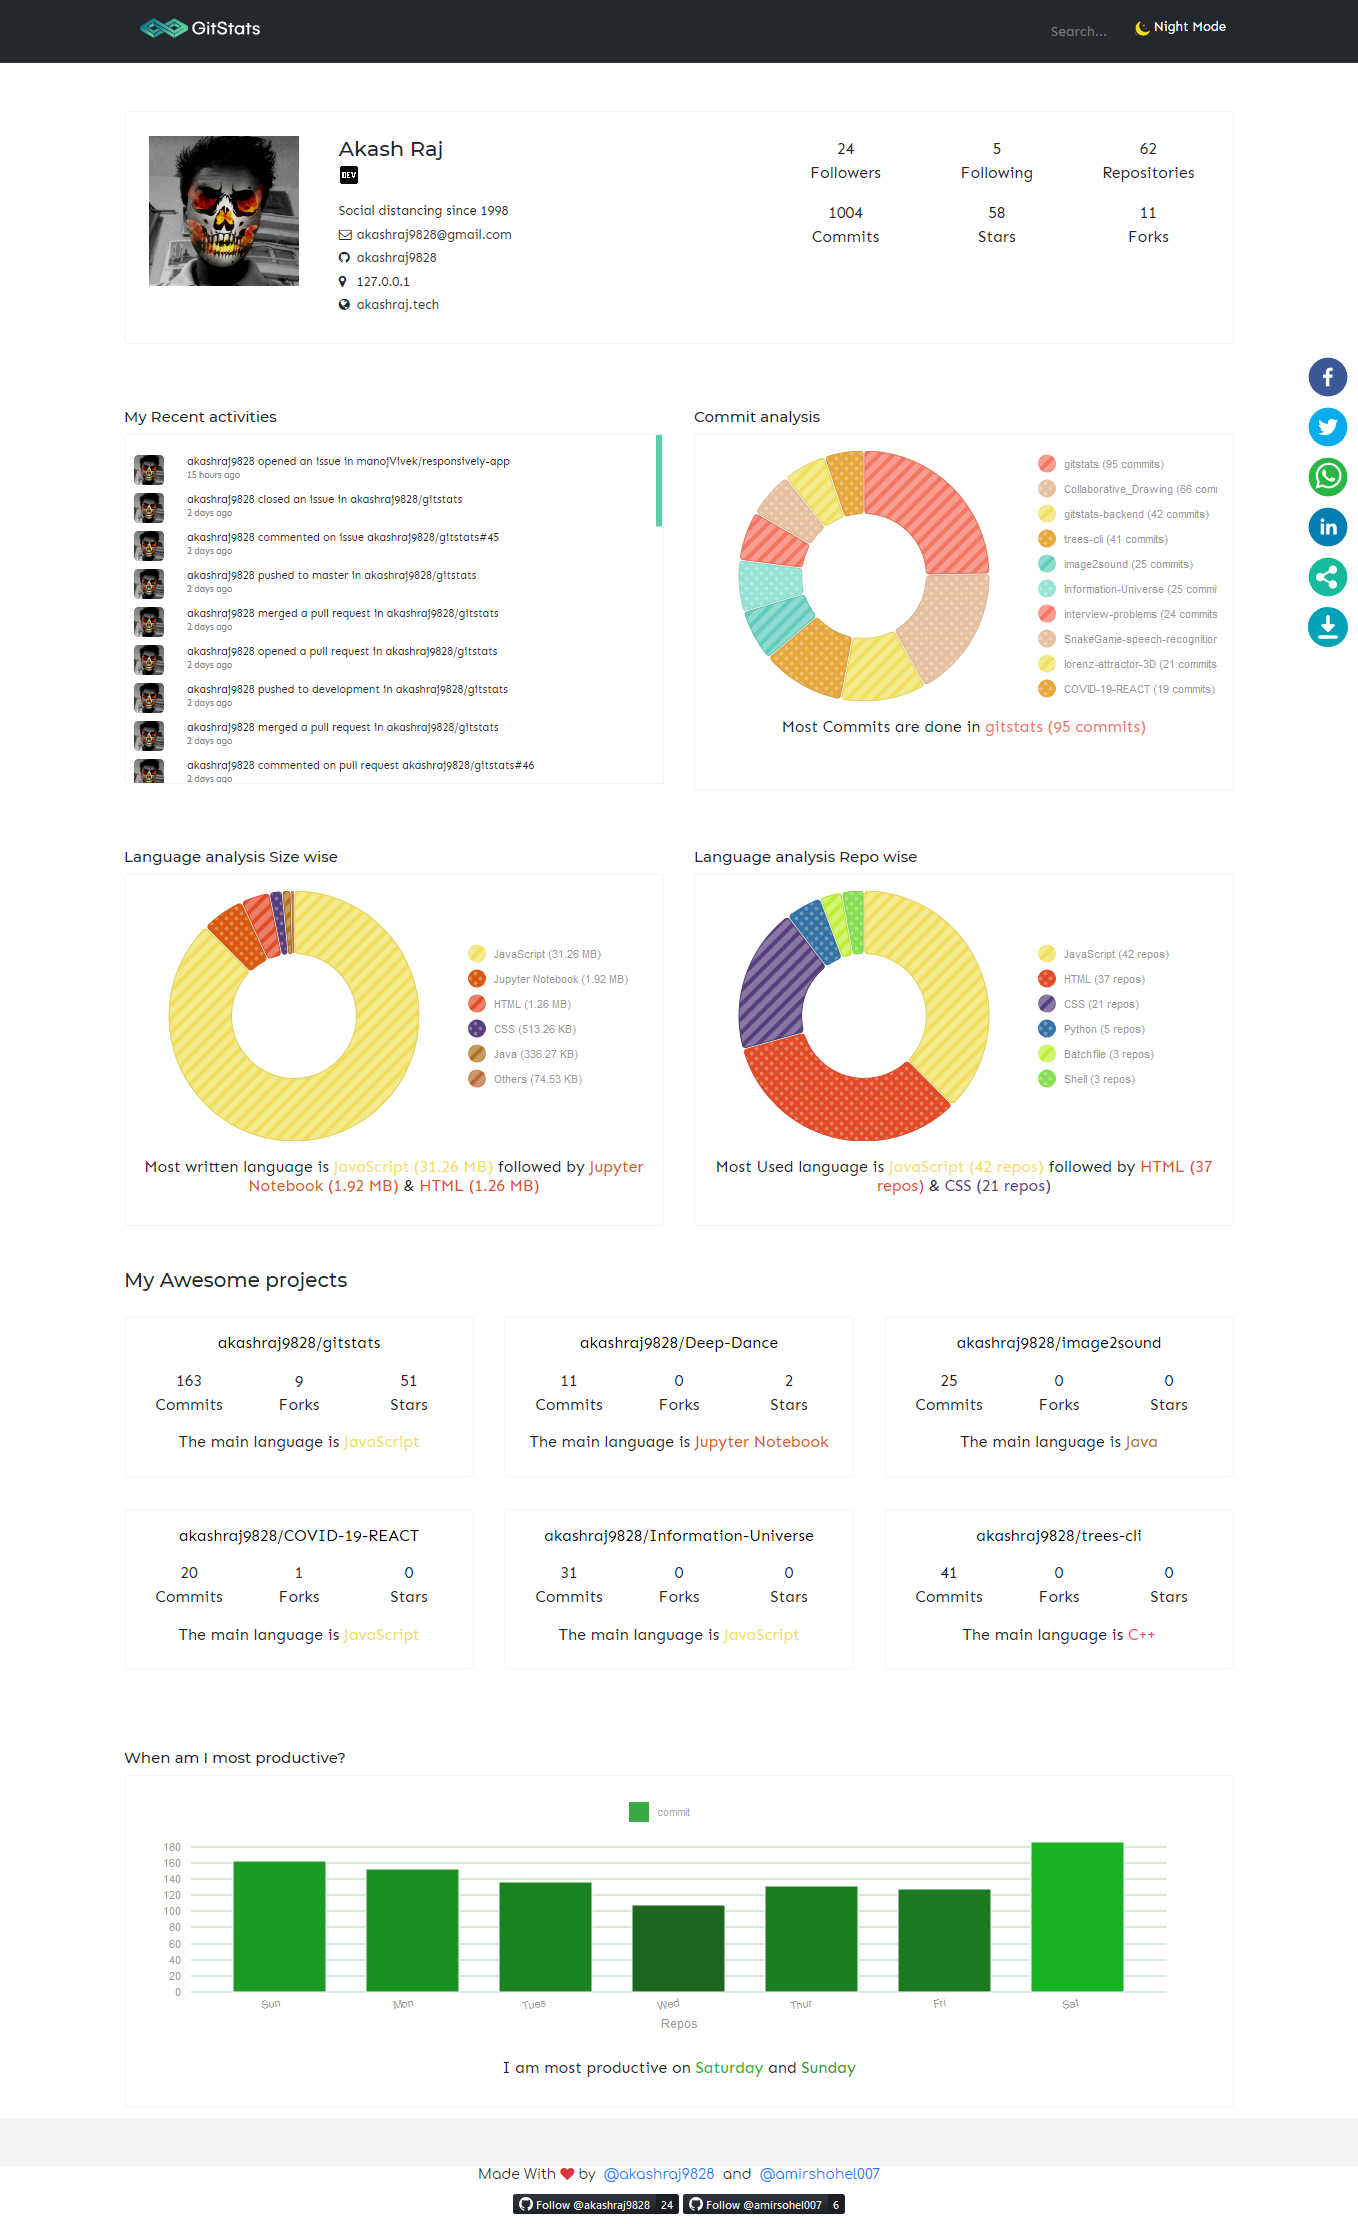 GitStats
Search...
Night Mode
Akash Raj
DEV
Social distancing since 1998
akashraj9828@gmail.com
akashraj9828
127.0.0.1
akashraj.tech
24 5 62
Followers Following Repositories
1004 58 11
Commits Stars Forks
My Recent activities
akashraj9828 opened an issue in manojVivek/responsively-app
15 hours ago
akashraj9828 closed an issue in akashraj9828/gitstats
2 days ago
akashraj9828 commented on issue akashraj9828/gitstats#45
2 days ago
akashraj9828 pushed to master in akashraj9828/gitstats
2 days ago
akashraj9828 merged a pull request in akashraj9828/gitstats
2 days ago
akashraj9828 opened a pull request in akashraj9828/gitstats
2 days ago
akashraj9828 pushed to development in akashraj9828/gitstats
2 days ago
akashraj9828 merged a pull request in akashraj9828/gitstats
2 days ago
akashraj9828 commented on pull request akashraj9828/gitstats#46
2 days ago
Commit analysis
gitstats (95 commits)
Collaborative_Drawing (66 com
gitstats-backend (42 commits)
trees-cli (41 commits)
image2sound (25 commits)
Information-Universe (25 commi
interview-problems (24 commits
SnakeGame-speech-recognition
lorenz-attractor-3D (21 commits
COVID-19-REACT (19 commits)
Most Commits are done in gitstats (95 commits)
Language analysis Size wise
JavaScript (31.26 MB)
Jupyter Notebook (1.92 MB)
HTML (1.26 MB)
CSS (513.26 KB)
Java (336.27 KB)
Others (74.53 KB)
Most written language is JavaScript (31.26 MB) followed by Jupyter
Notebook (1.92 MB) & HTML (1.26 MB)
Language analysis Repo wise
JavaScript (42 repos)
HTML (37 repos)
CSS (21 repos)
Python (5 repos)
Batchfile (3 repos)
Shell (3 repos)
Most Used language is JavaScript (42 repos) followed by HTML (37
repos) & CSS (21 repos)
My Awesome projects
akashraj9828/gitstats
163 9 51
Commits Forks Stars
The main language is JavaScript
akashraj9828/Deep-Dance
11 0 2
Commits Forks Stars
The main language is Jupyter Notebook
akashraj9828/image2sound
25 0 0
Commits Forks Stars
The main language is Java
akashraj9828/COVID-19-REACT
20 1 0
Commits Forks Stars
The main language is JavaScript
akashraj9828/Information-Universe
31 0 0
Commits Forks Stars
The main language is JavaScript
akashraj9828/trees-cli
41 0 0
Commits Forks Stars
The main language is C++
When am I most productive?
commit
180
160
140
120
100
80
60
40
20
0
Sun Mon Tues Wed Thur Fri Sat
Repos
I am most productive on Saturday and Sunday
Made With by @akashraj9828 and @amirshohel007
Follow @akashraj9828 24 Follow @amirsohel007 6